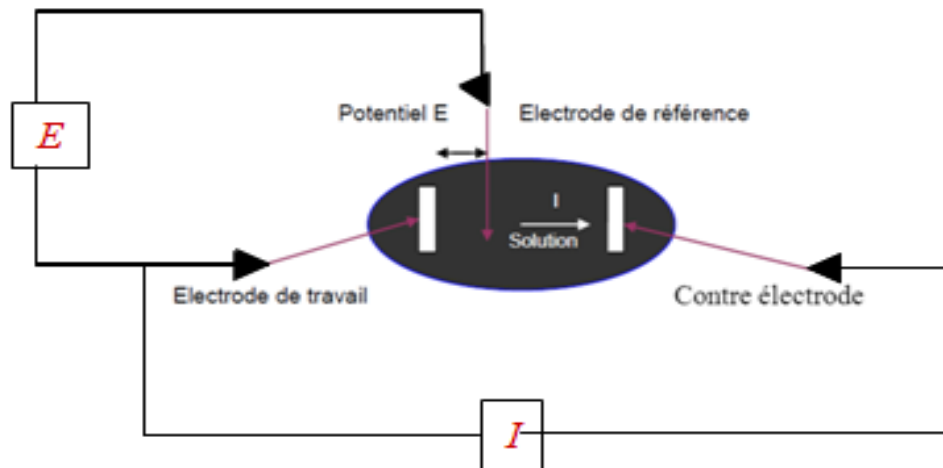 Potentiel E
Electrode de référence
E
I
Solution
Electrode de travail
Contre électrode
I